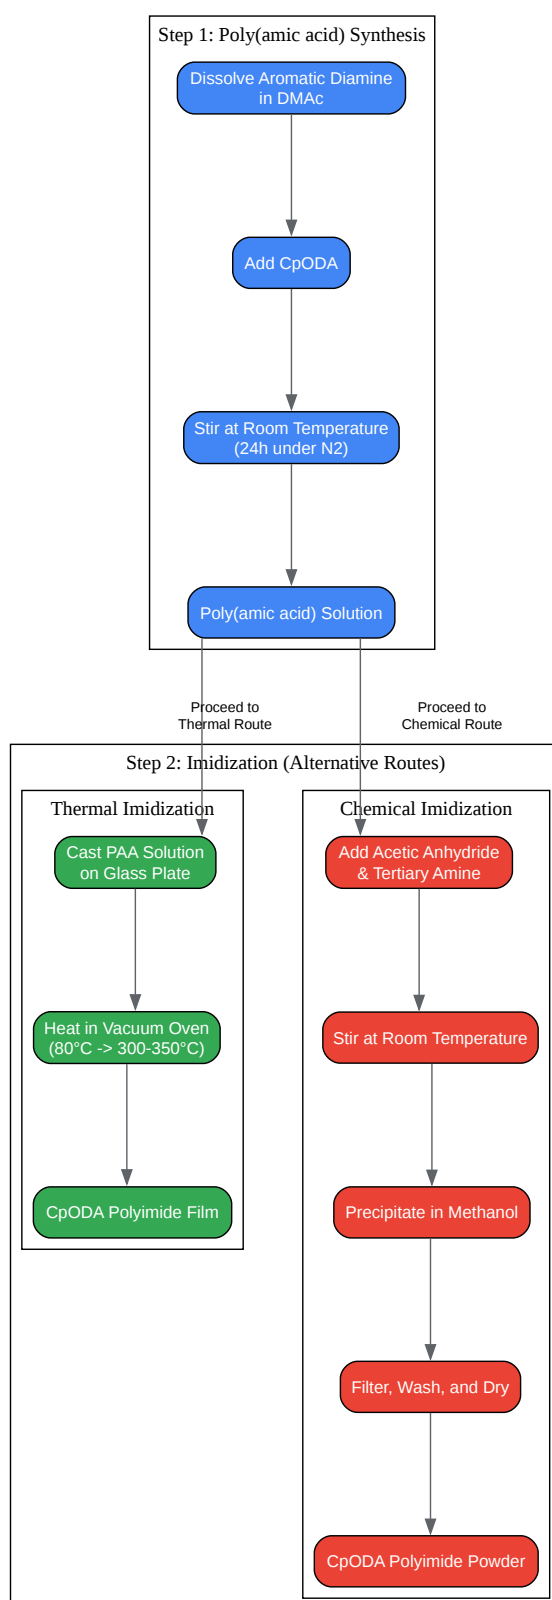 Step 1: Poly(amic acid) Synthesis
Dissolve Aromatic Diamine
in DMAc
Add CpODA
Stir at Room Temperature
(24h under N2)
Poly(amic acid) Solution
Proceed to
Thermal Route
Proceed to
Chemical Route
Step 2: Imidization (Alternative Routes)
Thermal Imidization
Cast PAA Solution
on Glass Plate
Heat in Vacuum Oven
(80°C -> 300-350°C)
CpODA Polyimide Film
Chemical Imidization
Add Acetic Anhydride
& Tertiary Amine
Stir at Room Temperature
Precipitate in Methanol
Filter, Wash, and Dry
CpODA Polyimide Powder